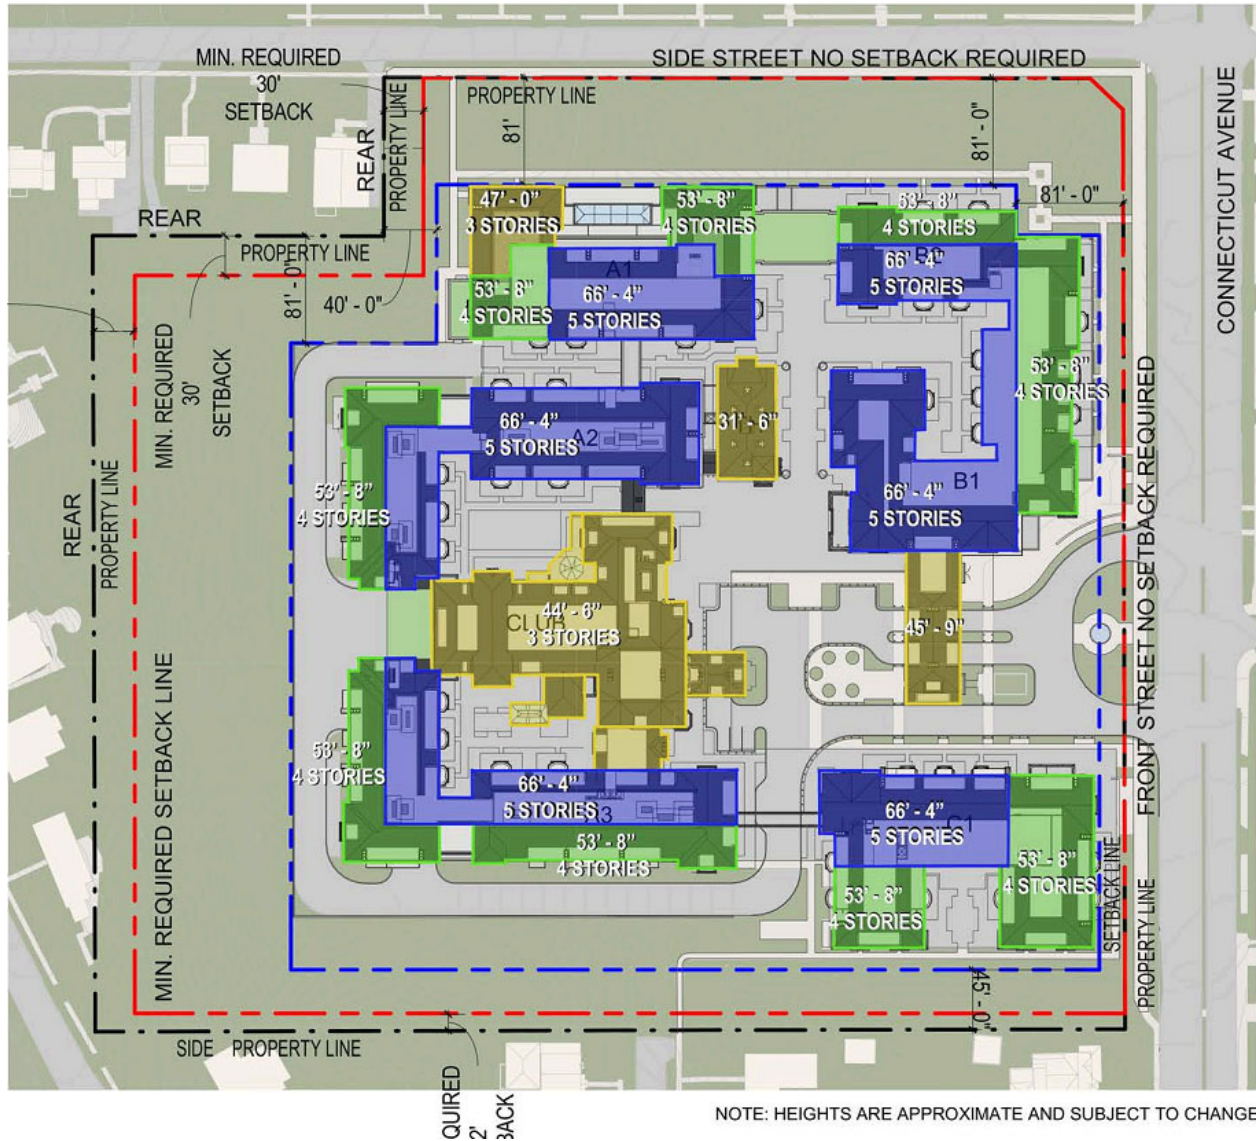 MIN. REQUIRED
30'
SETBACK
SIDE STREET NO SETBACK REQUIRED
PROPERTY LINE
REAR
PROPERTY LINE
81'
81' - 0"
81' - 0"
CONNECTICUT AVENUE
REAR
PROPERTY LINE
81' - 0"
40' - 0"
47' - 0"
3 STORIES
53' - 8"
4 STORIES
53' - 8"
4 STORIES
A1
66' - 4"
5 STORIES
53' - 8"
4 STORIES
66' - 4"
5 STORIES
53' - 8"
4 STORIES
MIN. REQUIRED
30'
SETBACK
66' - 4"
A2
5 STORIES
31' - 6"
53' - 8"
4 STORIES
B1
66' - 4"
5 STORIES
FRONT STREET NO SETBACK REQUIRED
REAR
PROPERTY LINE
44' - 6"
CLUB
3 STORIES
45' - 9"
MIN. REQUIRED SETBACK LINE
53' - 8"
4 STORIES
66' - 4"
5 STORIES
53' - 8"
4 STORIES
66' - 4"
5 STORIES
C1
53' - 8"
4 STORIES
53' - 8"
4 STORIES
SETBACK LINE
PROPERTY LINE
45' - 0"
SIDE PROPERTY LINE
QUIRED
2'
BACK
NOTE: HEIGHTS ARE APPROXIMATE AND SUBJECT TO CHANGE